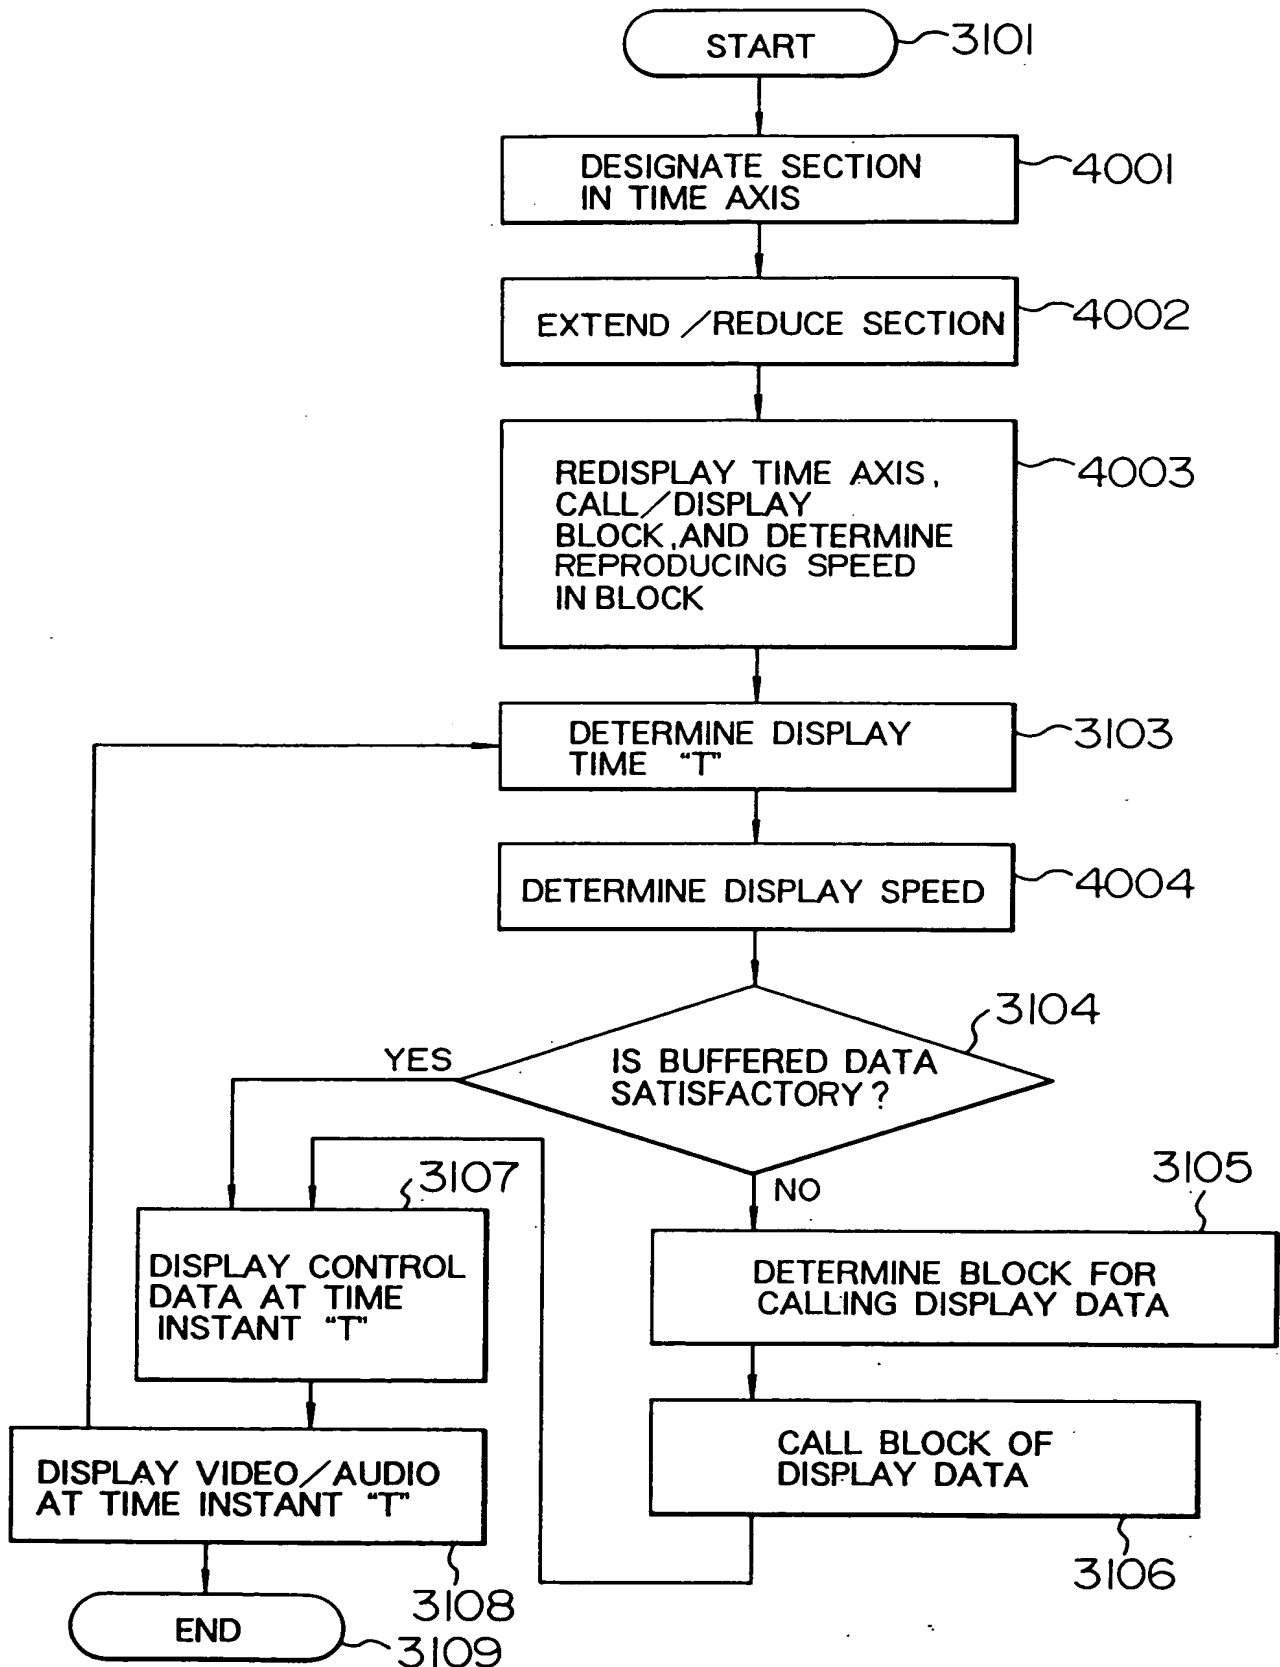 START
3101
DESIGNATE SECTION
IN TIME AXIS
4001
EXTEND/REDUCE SECTION
4002
REDISPLAY TIME AXIS,
CALL/DISPLAY
BLOCK, AND DETERMINE
REPRODUCING SPEED
IN BLOCK
4003
DETERMINE DISPLAY
TIME "T"
3103
DETERMINE DISPLAY SPEED
4004
IS BUFFERED DATA
SATISFACTORY?
3104
YES
NO
3105
DETERMINE BLOCK FOR
CALLING DISPLAY DATA
3107
DISPLAY CONTROL
DATA AT TIME
INSTANT "T"
CALL BLOCK OF
DISPLAY DATA
3106
DISPLAY VIDEO/AUDIO
AT TIME INSTANT "T"
3108
END
3109